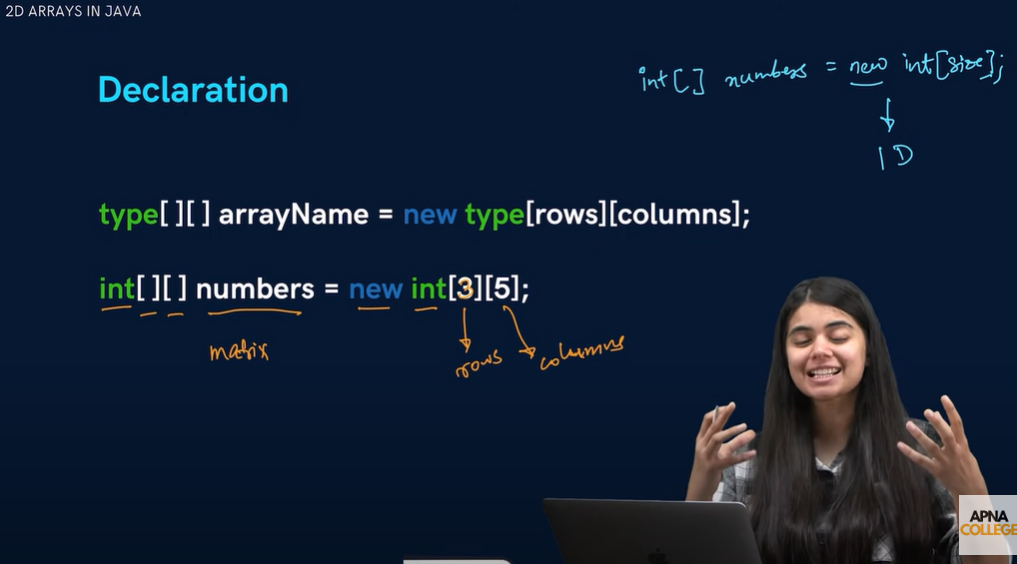 2D ARRAYS IN JAVA
Declaration
int[] numbers = new int[size];
1D
type[ ][ ] arrayName = new type[rows][columns];
int[ ][ ] numbers = new int[3][5];
matrix
rows
columns
APNA
COLLEGE